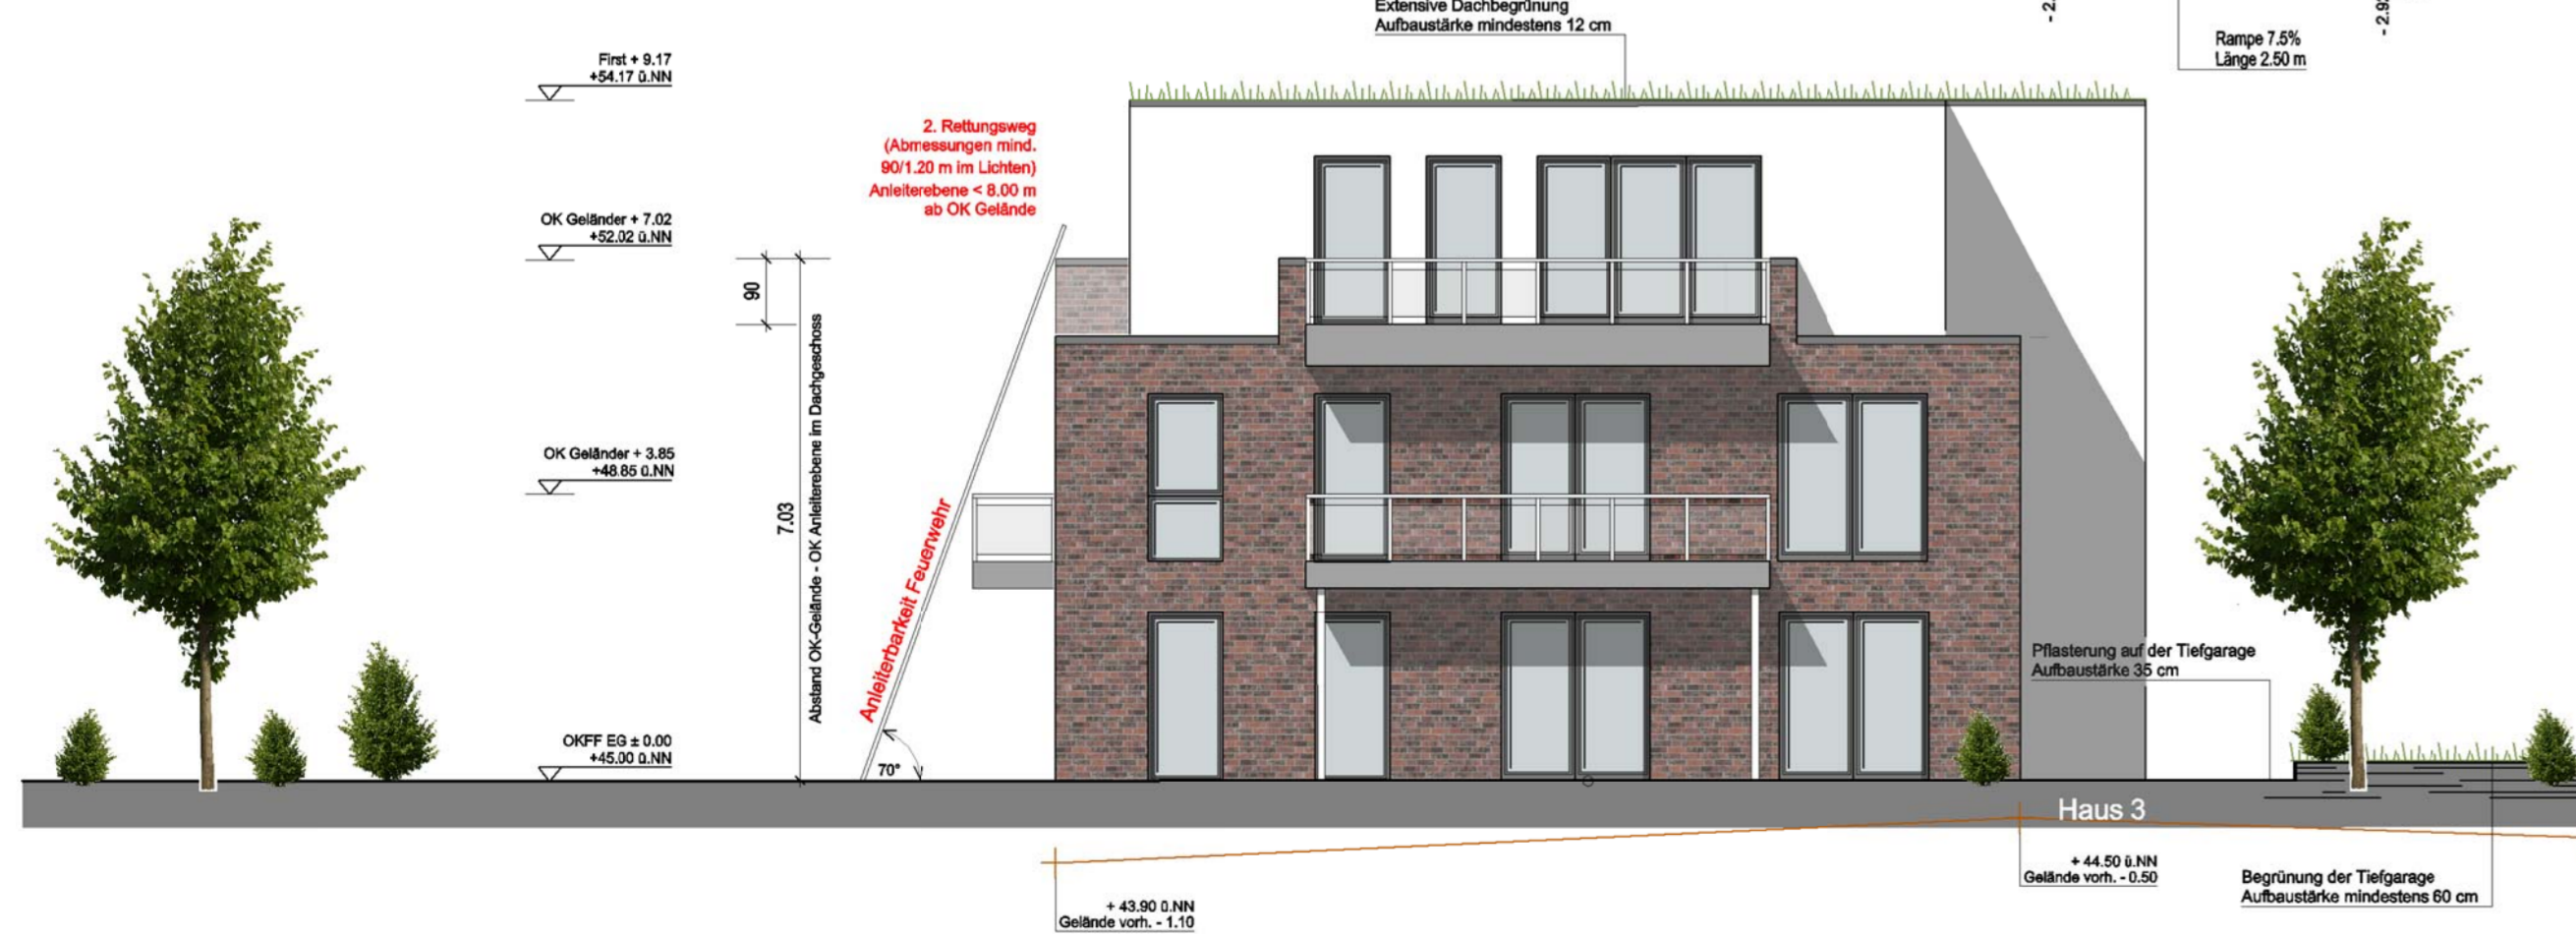 Extensive Dachbegrünung
Aufbaustärke mindestens 12 cm
Rampe 7.5%
Länge 2.50 m
First + 9.17
+54.17 ü.NN
2. Rettungsweg
(Abmessungen mind.
90/1.20 m im Lichten)
Anleiterebene < 8.00 m
ab OK Gelände
OK Geländer + 7.02
+52.02 ü.NN
90
7.03
Abstand OK-Gelände - OK Anleiterebene im Dachgeschoss
OK Geländer + 3.85
+48.85 ü.NN
Anleiterbarkeit Feuerwehr
70°
OKFF EG ± 0.00
+45.00 ü.NN
Pflasterung auf der Tiefgarage
Aufbaustärke 35 cm
Haus 3
+ 44.50 ü.NN
Gelände vorh. - 0.50
Begrünung der Tiefgarage
Aufbaustärke mindestens 60 cm
+ 43.90 ü.NN
Gelände vorh. - 1.10